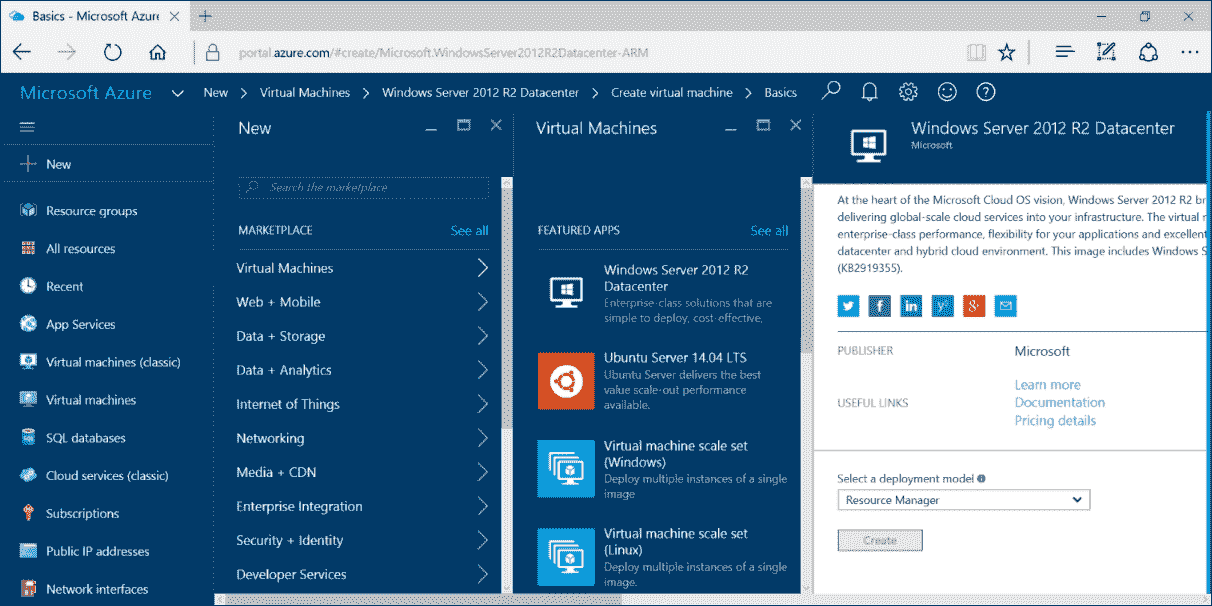 Basics - Microsoft Azure
portal.azure.com/#create/Microsoft.WindowsServer2012R2Datacenter-ARM
Microsoft Azure New Virtual Machines Windows Server 2012 R2 Datacenter Create virtual machine Basics
New
Resource groups
All resources
Recent
App Services
Virtual machines (classic)
Virtual machines
SQL databases
Cloud services (classic)
Subscriptions
Public IP addresses
Network interfaces
New
Search the marketplace
MARKETPLACE See all
Virtual Machines
Web + Mobile
Data + Storage
Data + Analytics
Internet of Things
Networking
Media + CDN
Enterprise Integration
Security + Identity
Developer Services
Virtual Machines
FEATURED APPS See all
Windows Server 2012 R2
Datacenter
Enterprise-class solutions that are
simple to deploy, cost-effective,
Ubuntu Server 14.04 LTS
Ubuntu Server delivers the best
value scale-out performance
available.
Virtual machine scale set
(Windows)
Deploy multiple instances of a single
image
Virtual machine scale set
(Linux)
Deploy multiple instances of a single
image.
Windows Server 2012 R2 Datacenter
Microsoft
At the heart of the Microsoft Cloud OS vision, Windows Server 2012 R2 br
delivering global-scale cloud services into your infrastructure. The virtual
enterprise-class performance, flexibility for your applications and excellent
datacenter and hybrid cloud environment. This image includes Windows S
(KB2919355).
PUBLISHER Microsoft
USEFUL LINKS
Learn more
Documentation
Pricing details
Select a deployment model
Resource Manager
Create